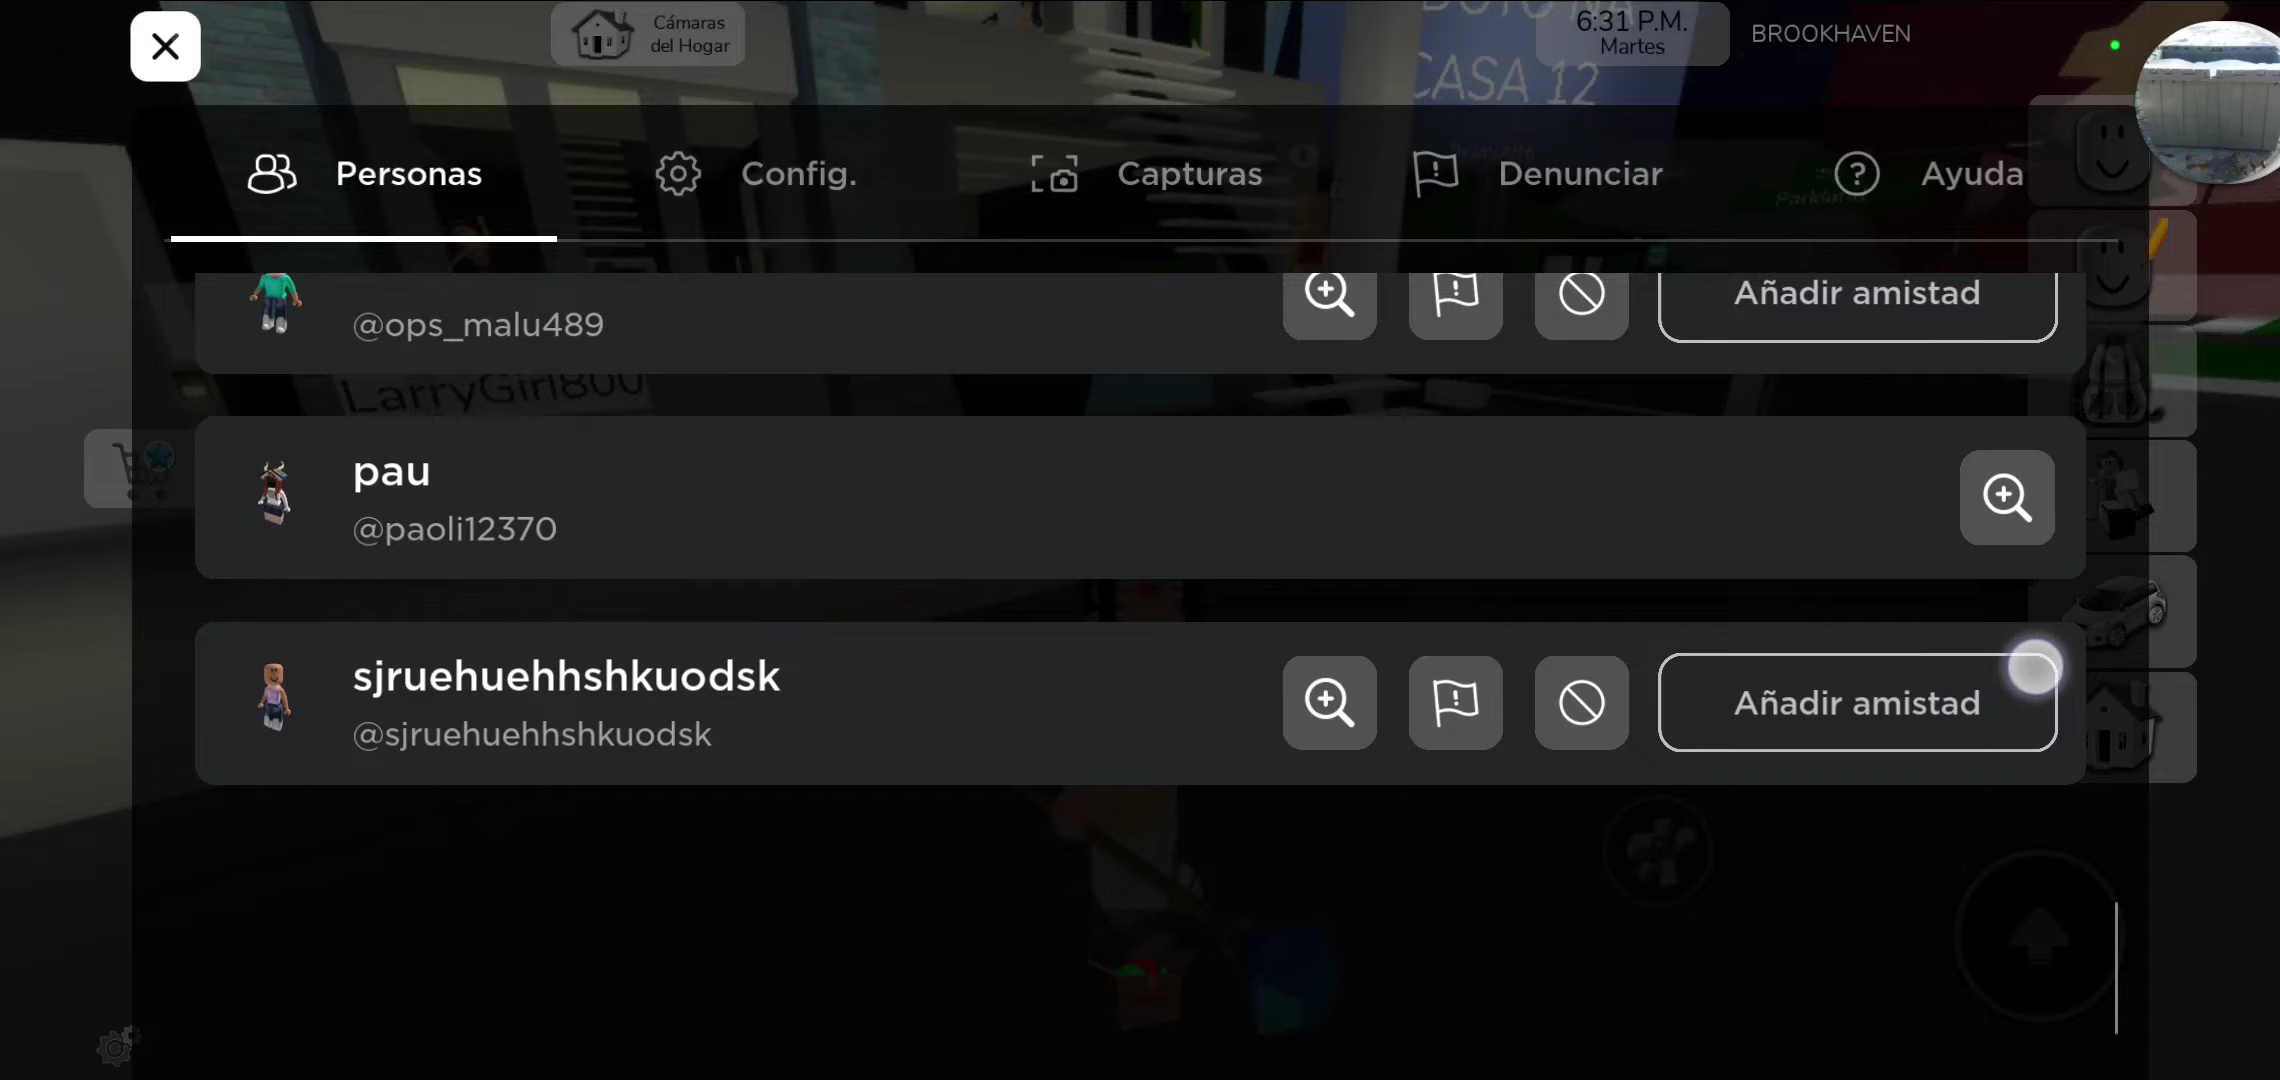 Cámaras
del Hogar
6:31 P.M.
Martes
BROOKHAVEN
CASA 12
Personas
Config.
Capturas
Denunciar
Ayuda
@ops_malu489
Añadir amistad
LarryGirl800
pau
@paoli12370
sjruehuehhshkuodsk
@sjruehuehhshkuodsk
Añadir amistad